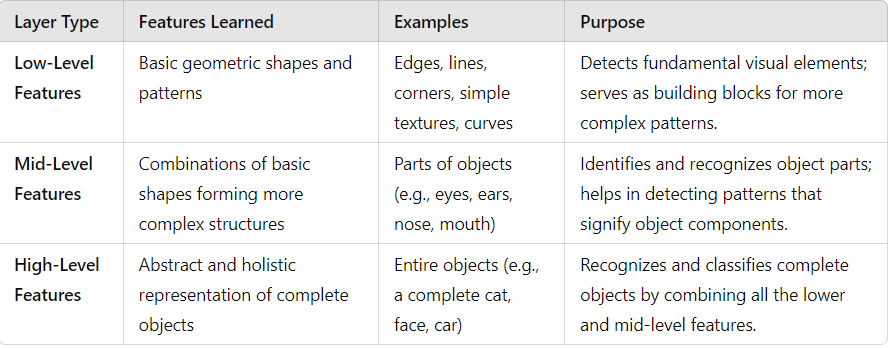 Layer Type Features Learned Examples Purpose
Low-Level Features
Basic geometric shapes and
patterns
Edges, lines,
corners, simple
textures, curves
Detects fundamental visual elements;
serves as building blocks for more
complex patterns.
Mid-Level Features
Combinations of basic
shapes forming more
complex structures
Parts of objects
(e.g., eyes, ears,
nose, mouth)
Identifies and recognizes object parts;
helps in detecting patterns that
signify object components.
High-Level Features
Abstract and holistic
representation of complete
objects
Entire objects (e.g.,
a complete cat,
face, car)
Recognizes and classifies complete
objects by combining all the lower
and mid-level features.